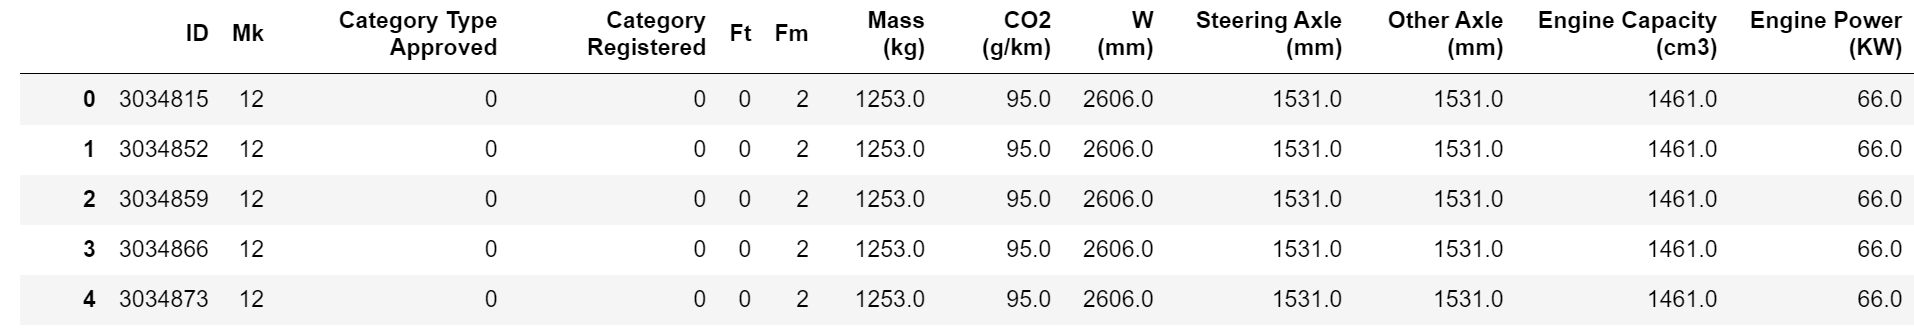 ID Mk Category Type Approved Category Registered Ft Fm Mass (kg) CO2 (g/km) W (mm) Steering Axle (mm) Other Axle (mm) Engine Capacity (cm3) Engine Power (KW)
0 3034815 12 0 0 0 2 1253.0 95.0 2606.0 1531.0 1531.0 1461.0 66.0
1 3034852 12 0 0 0 2 1253.0 95.0 2606.0 1531.0 1531.0 1461.0 66.0
2 3034859 12 0 0 0 2 1253.0 95.0 2606.0 1531.0 1531.0 1461.0 66.0
3 3034866 12 0 0 0 2 1253.0 95.0 2606.0 1531.0 1531.0 1461.0 66.0
4 3034873 12 0 0 0 2 1253.0 95.0 2606.0 1531.0 1531.0 1461.0 66.0